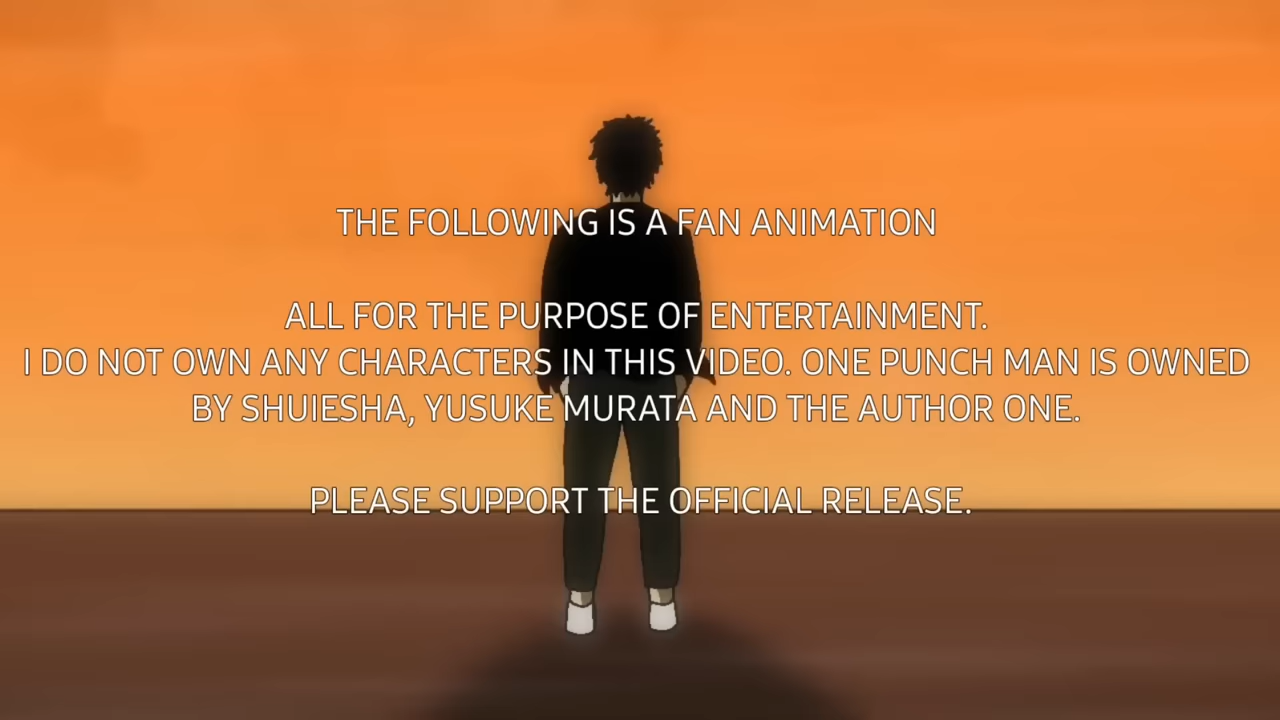 THE FOLLOWING IS A FAN ANIMATION
ALL FOR THE PURPOSE OF ENTERTAINMENT.
I DO NOT OWN ANY CHARACTERS IN THIS VIDEO. ONE PUNCH MAN IS OWNED
BY SHUIESHA, YUSUKE MURATA AND THE AUTHOR ONE.
PLEASE SUPPORT THE OFFICIAL RELEASE.